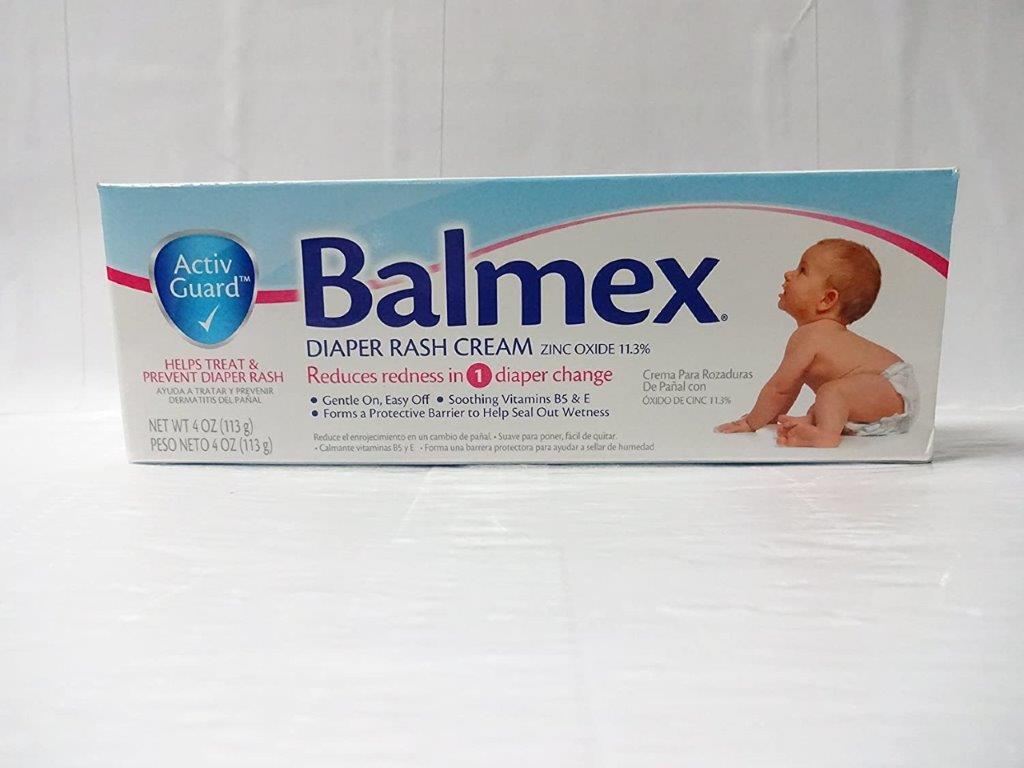 Activ
Guard™
HELPS TREAT &
PREVENT DIAPER RASH
AYUDA A TRATAR Y PREVENIR
DERMATITIS DEL PAÑAL
NET WT 4 OZ (113 g)
PESO NETO 4 OZ (113 g)
Balmex®
DIAPER RASH CREAM ZINC OXIDE 11.3%
Reduces redness in 1 diaper change
• Gentle On, Easy Off • Soothing Vitamins B5 & E
• Forms a Protective Barrier to Help Seal Out Wetness
Reduce el enrojecimiento en un cambio de pañal. • Suave para poner, fácil de quitar.
• Calmante vitaminas B5 y E • Forma una barrera protectora para ayudar a sellar de humedad
Crema Para Rozaduras
De Pañal con
ÓXIDO DE CINC 11.3%